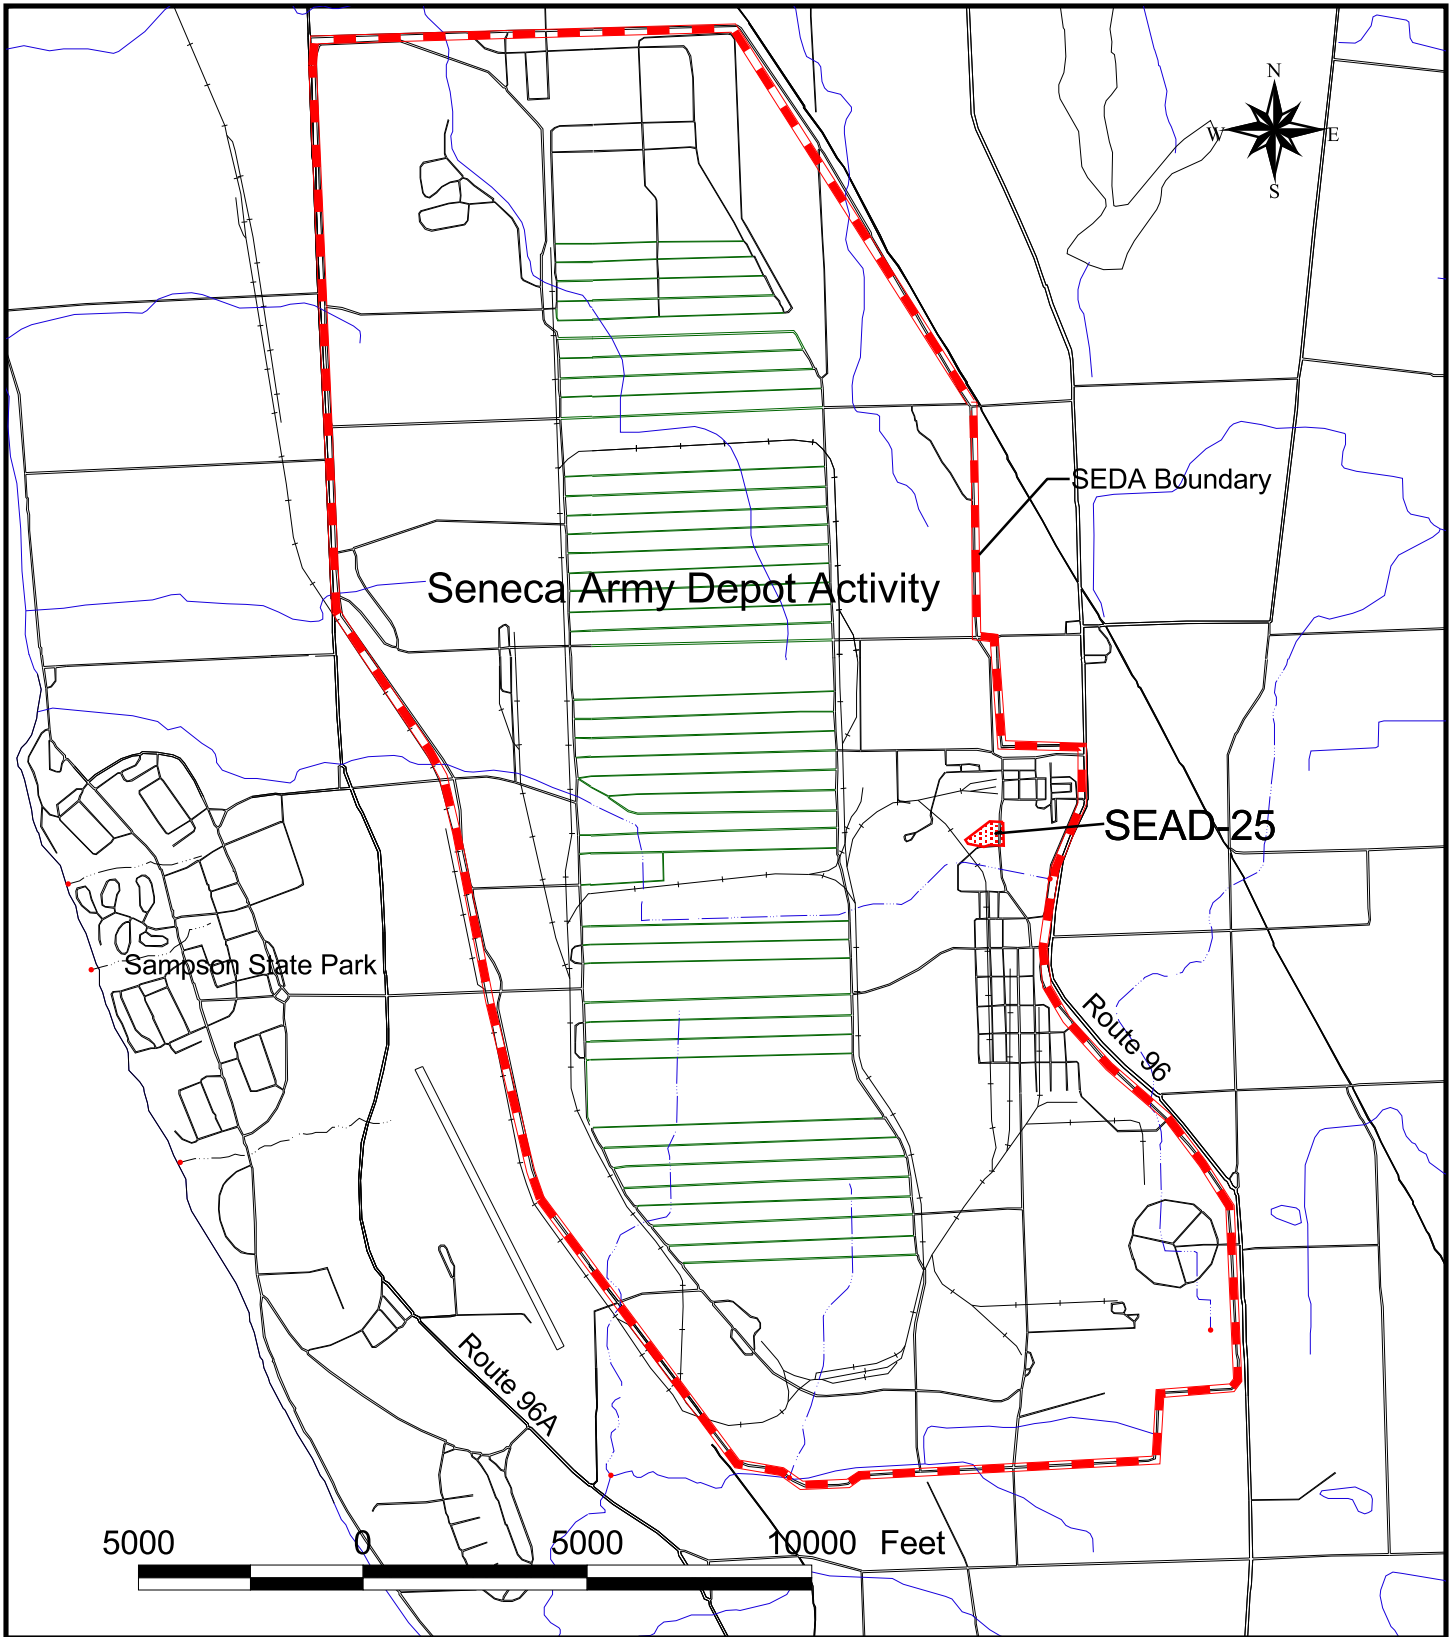 N
W E
S
SEDA Boundary
Seneca Army Depot Activity
SEAD-25
Sampson State Park
Route 96
Route 96A
5000 0 5000 10000 Feet